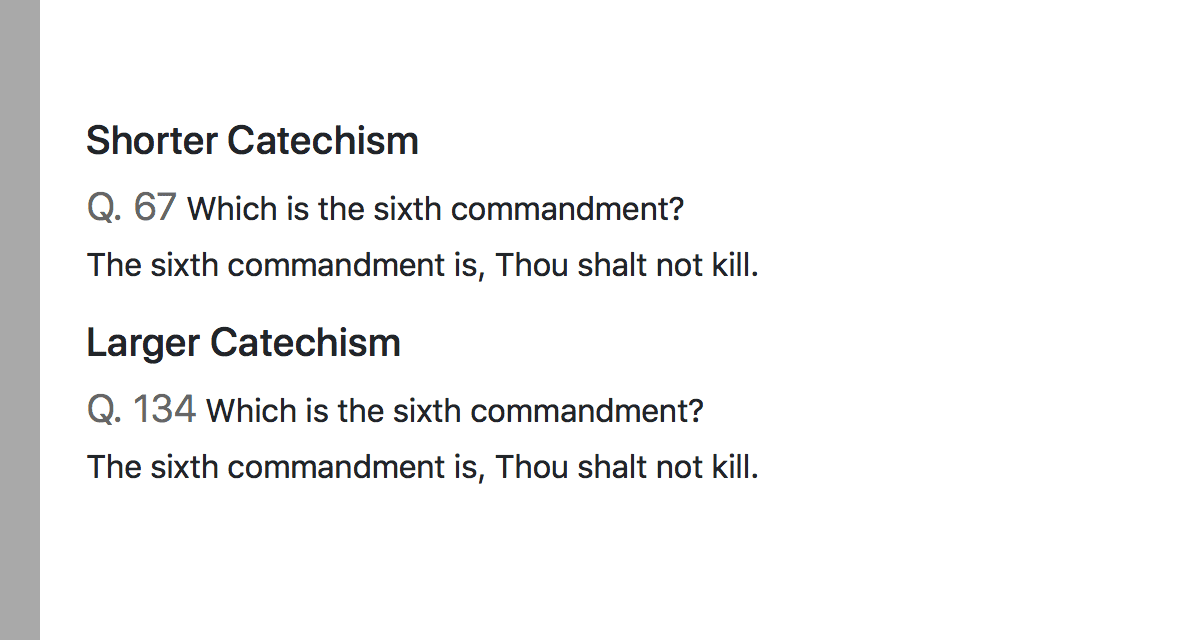 Shorter Catechism
Q. 67 Which is the sixth commandment?
The sixth commandment is, Thou shalt not kill.
Larger Catechism
Q. 134 Which is the sixth commandment?
The sixth commandment is, Thou shalt not kill.